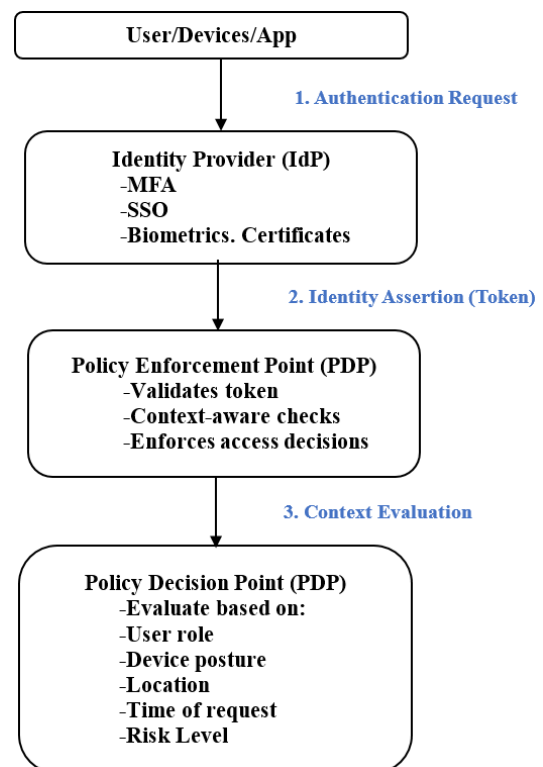 User/Devices/App
1. Authentication Request
Identity Provider (IdP)
-MFA
-SSO
-Biometrics. Certificates
2. Identity Assertion (Token)
Policy Enforcement Point (PDP)
-Validates token
-Context-aware checks
-Enforces access decisions
3. Context Evaluation
Policy Decision Point (PDP)
-Evaluate based on:
-User role
-Device posture
-Location
-Time of request
-Risk Level